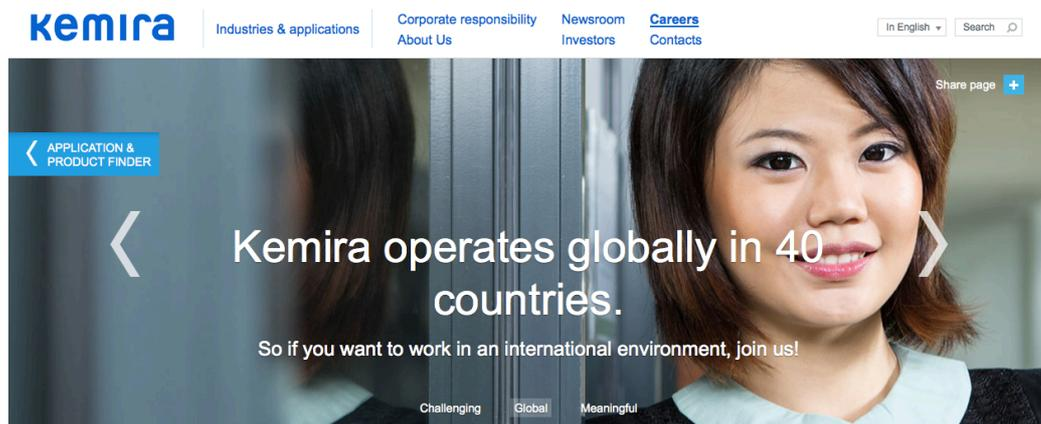 kemira
Industries & applications
Corporate responsibility
About Us
Newsroom
Investors
Careers
Contacts
In English
Search
Share page
APPLICATION &
PRODUCT FINDER
Kemira operates globally in 40
countries.
So if you want to work in an international environment, join us!
Challenging
Global
Meaningful